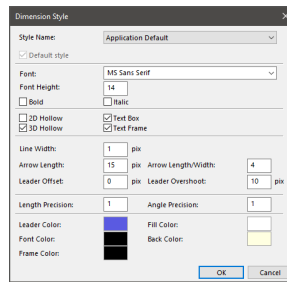 Dimension Style
Style Name: Application Default
Default style
Font: MS Sans Serif
Font Height: 14
Bold Italic
2D Hollow Text Box
3D Hollow Text Frame
Line Width: 1 pix
Arrow Length: 15 pix Arrow Length/Width: 4
Leader Offset: 0 pix Leader Overshoot: 10 pix
Length Precision: 1 Angle Precision: 1
Leader Color: Fill Color:
Font Color: Back Color:
Frame Color:
OK Cancel